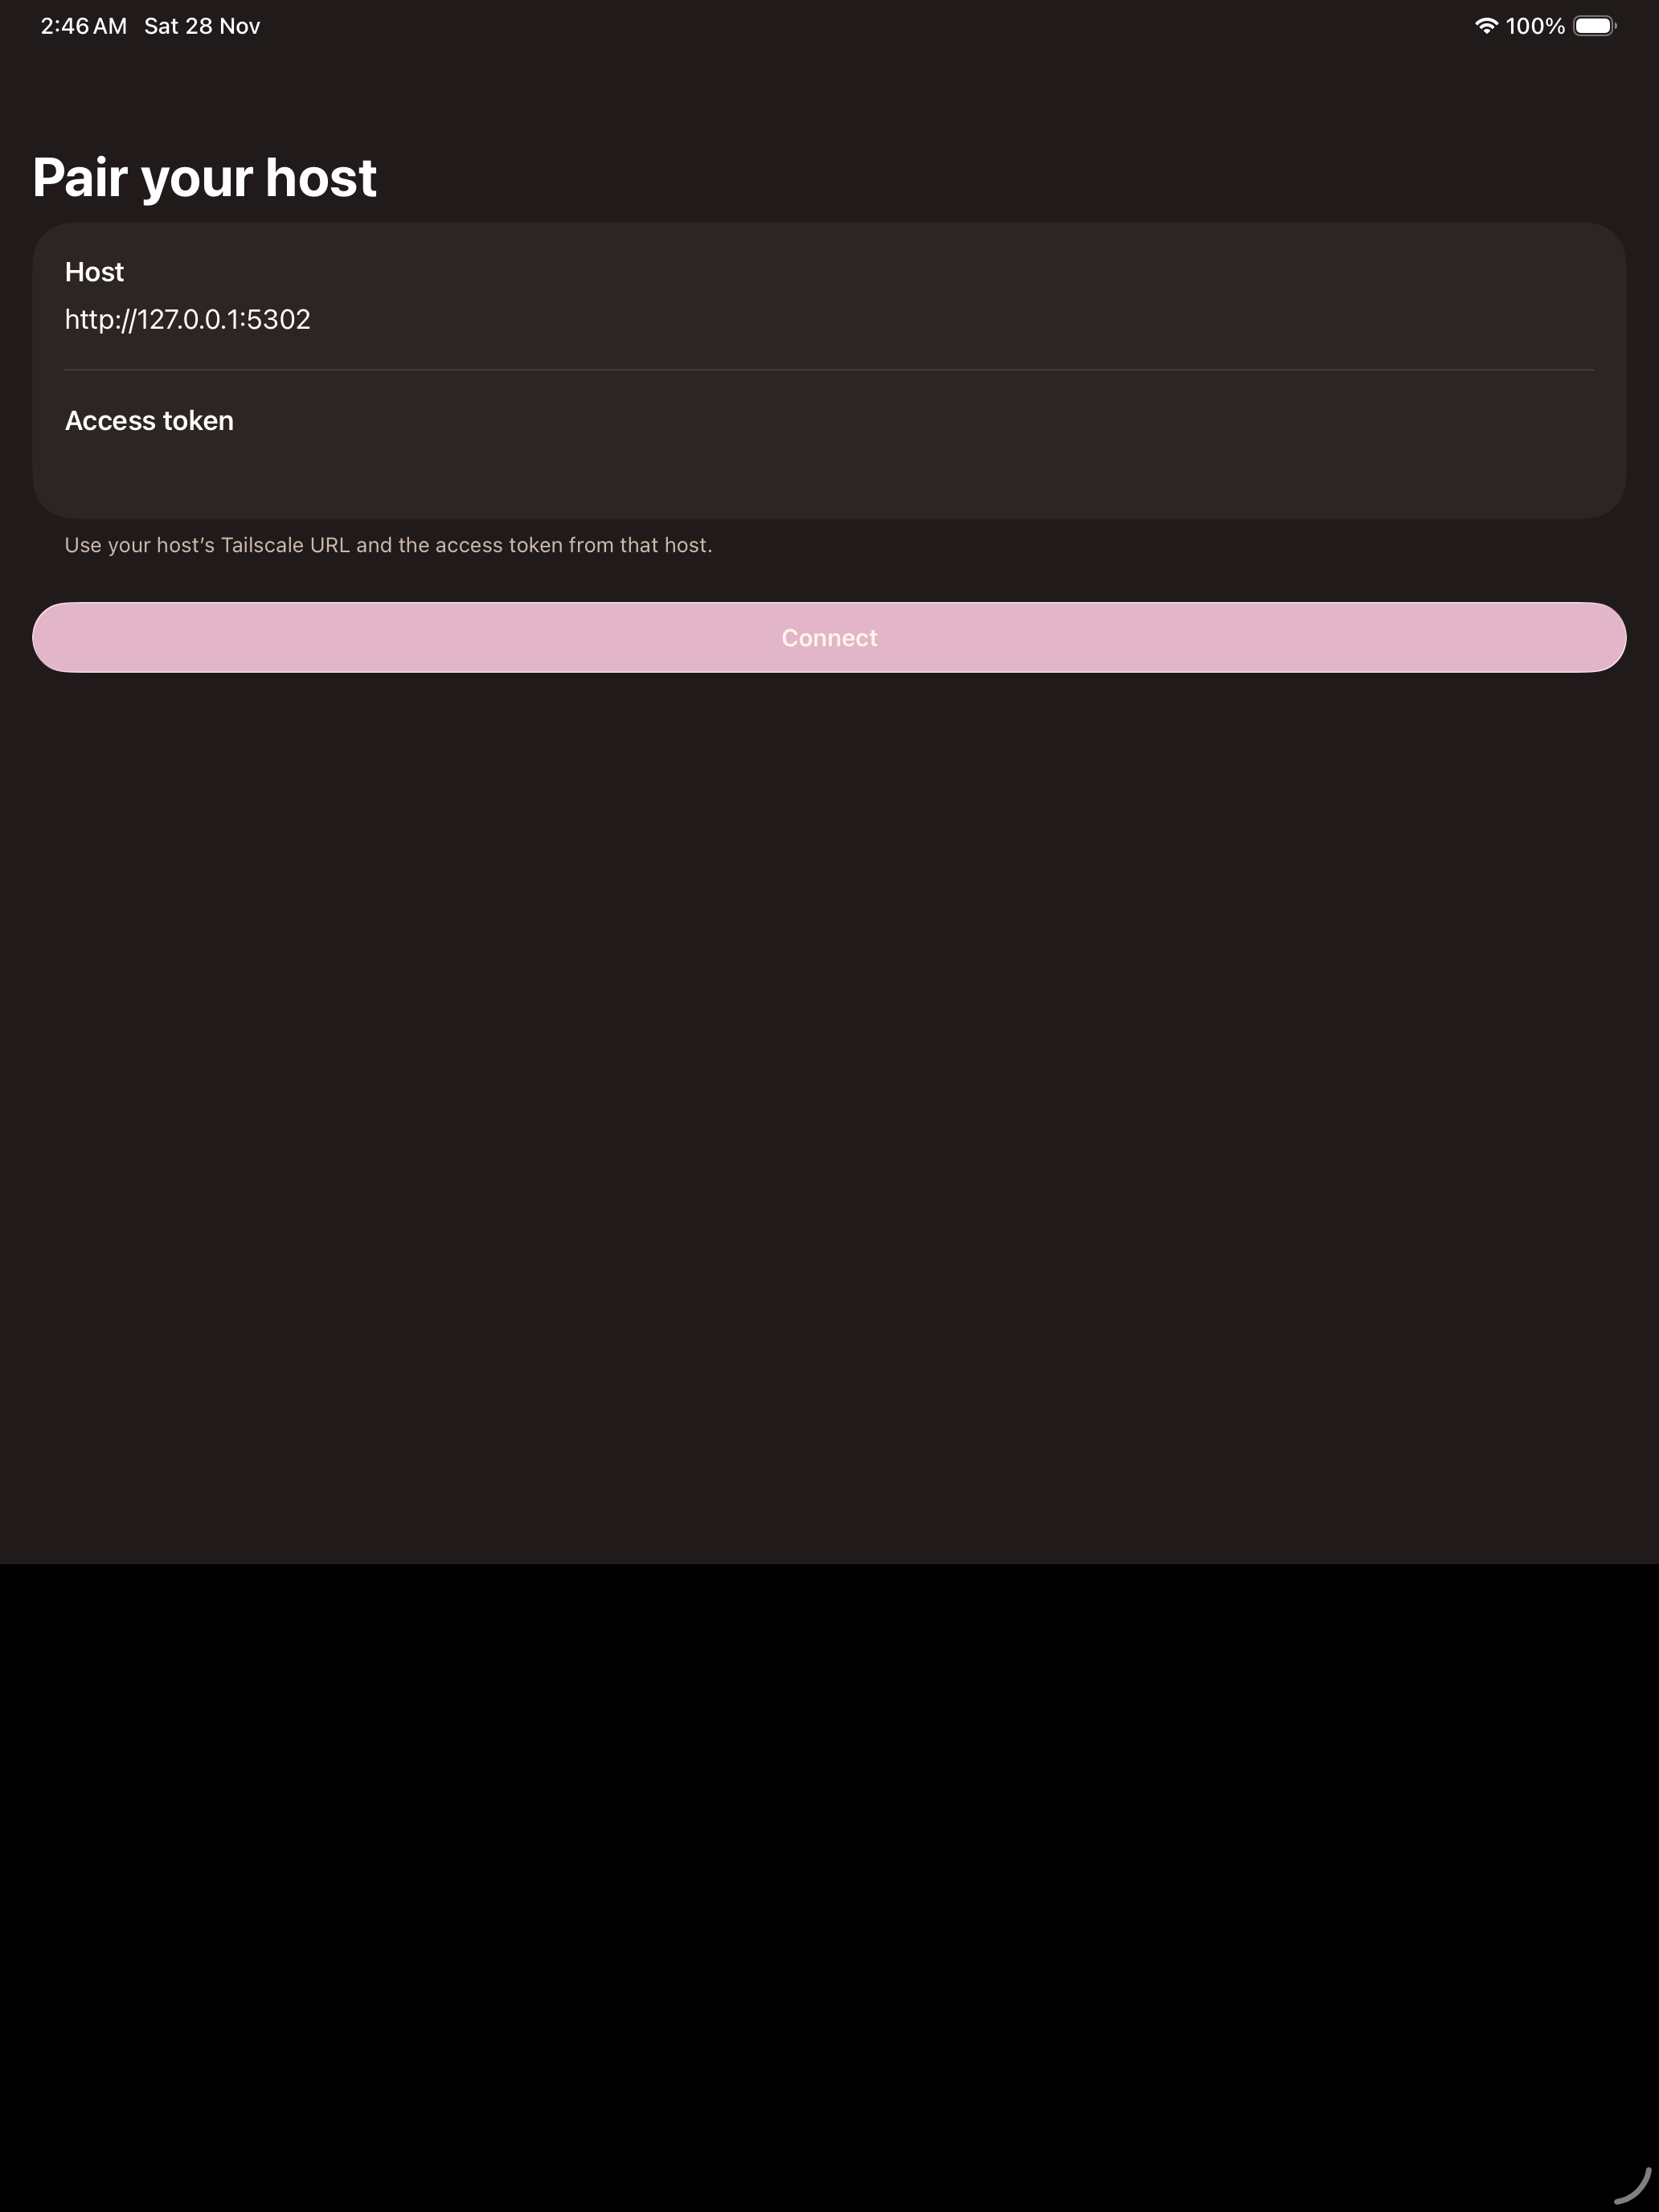 2:46 AM Sat 28 Nov
100%
Pair your host
Host
http://127.0.0.1:5302
Access token
Use your host’s Tailscale URL and the access token from that host.
Connect